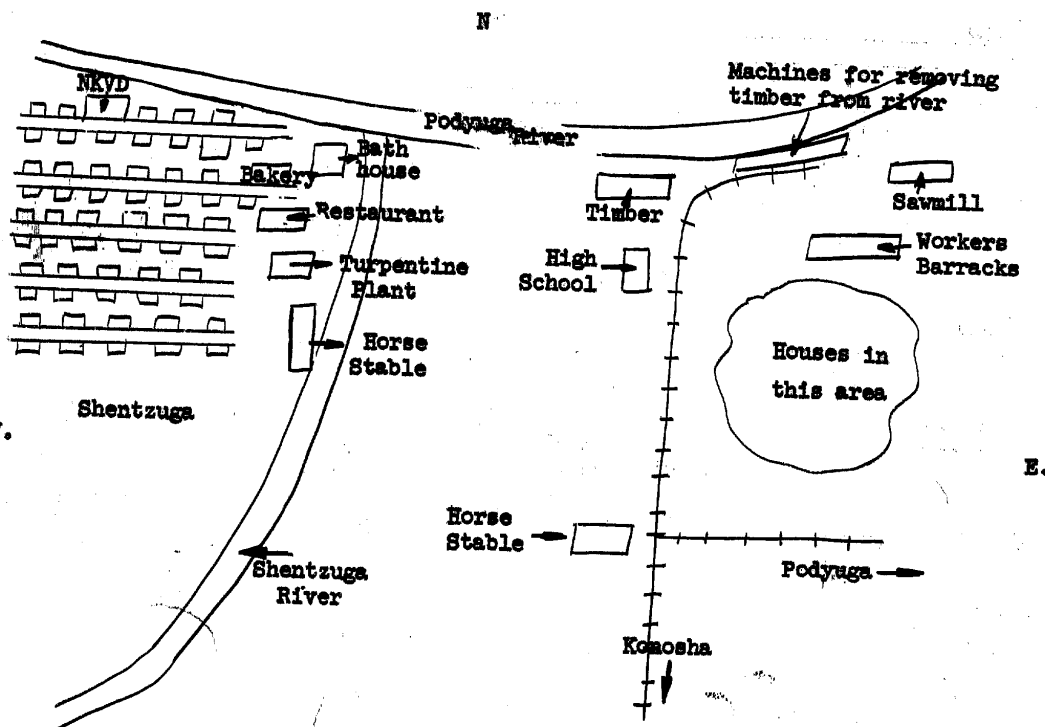 N
NKVD
Machines for removing
timber from river
Podyuga River
Bath
house
Bakery
Restaurant
Timber
Sawmill
Turpentine
Plant
High
School
Workers
Barracks
Horse
Stable
Houses in
this area
Shentzuga
E.
Horse
Stable
Shentzuga
River
Podyuga
Konosha